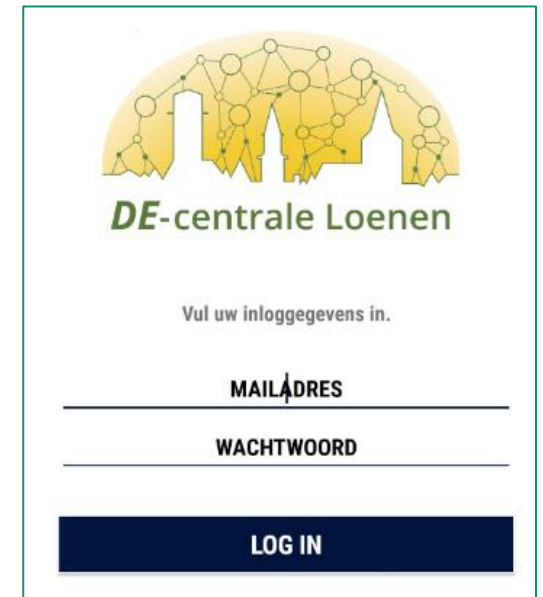 DE-centrale Loenen
Vul uw inloggegevens in.
MAILADRES
WACHTWOORD
LOG IN